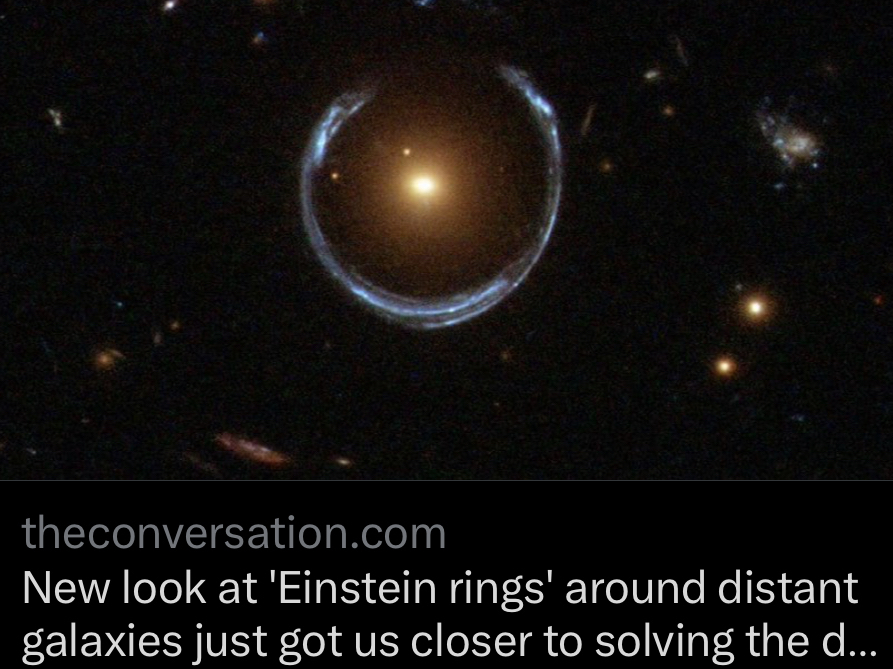 theconversation.com
New look at 'Einstein rings' around distant
galaxies just got us closer to solving the d...